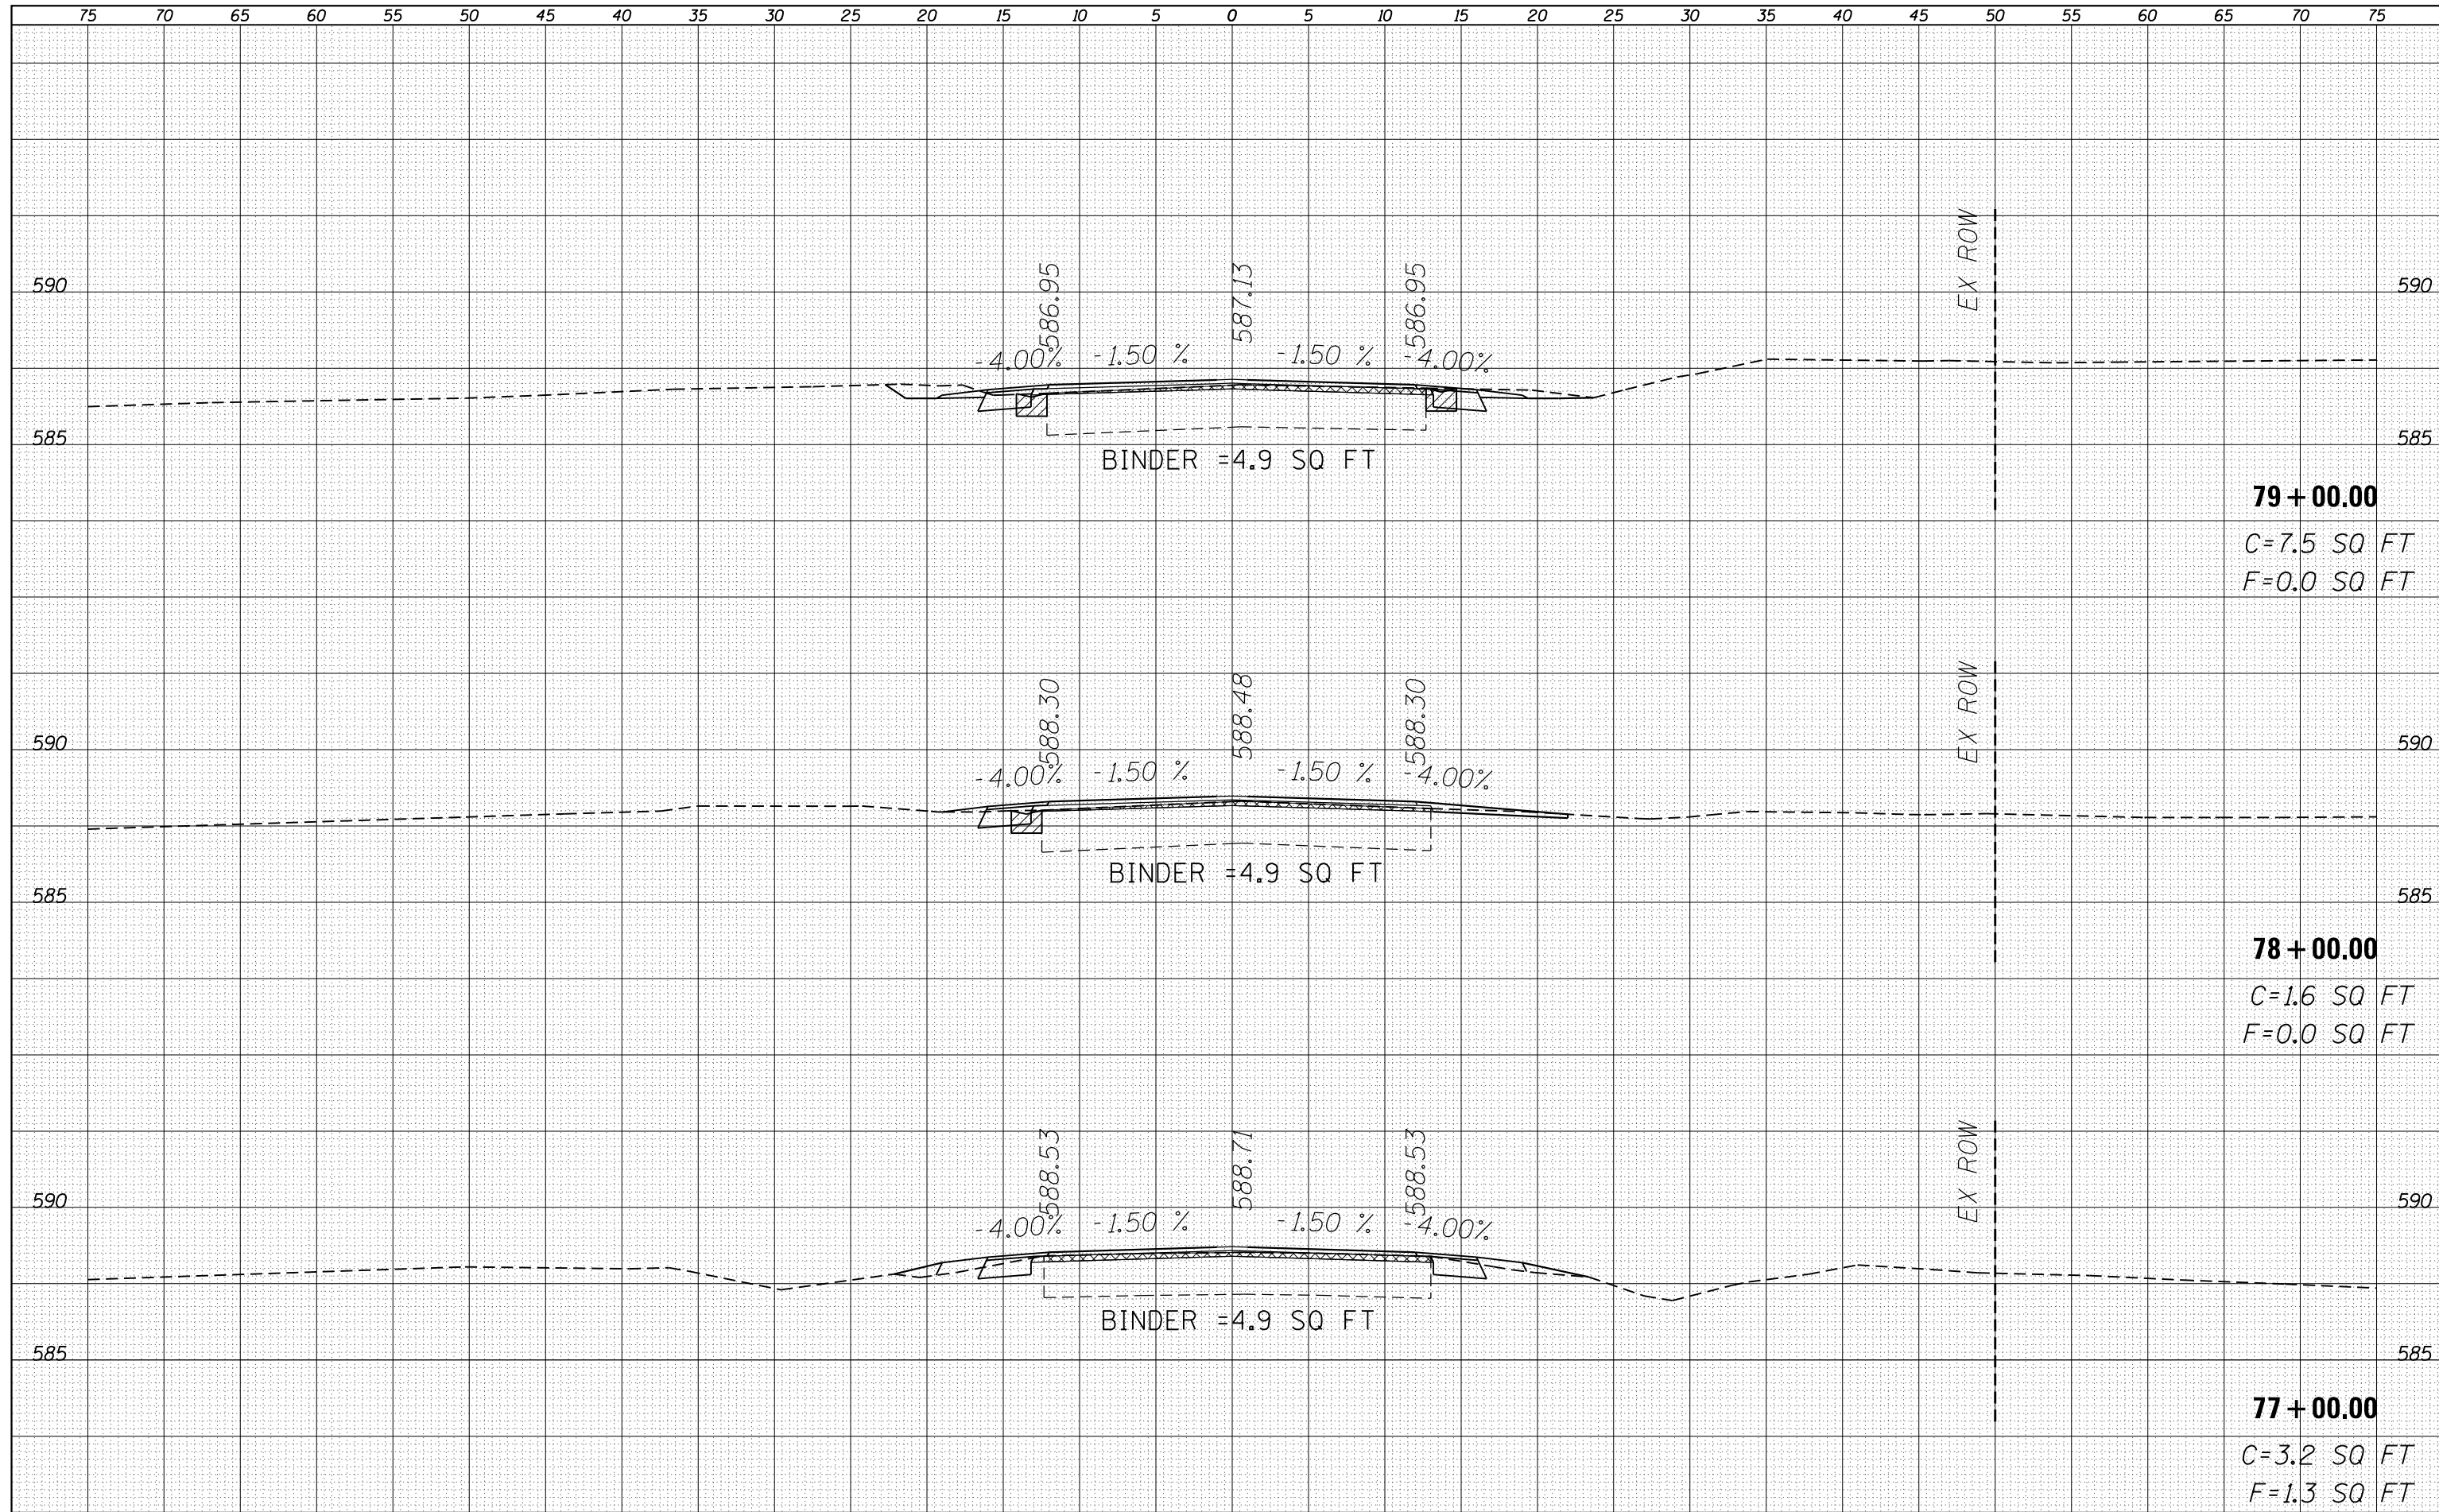 75 70 65 60 55 50 45 40 35 30 25 20 15 10 5 0 5 10 15 20 25 30 35 40 45 50 55 60 65 70 75
586.95 587.13 586.95 EX ROW
590 590
-4.00% -1.50 % -1.50 % -4.00%
585 585
BINDER =4.9 SQ FT
79+00.00
C=7.5 SQ FT
F=0.0 SQ FT
588.30 588.48 588.30 EX ROW
590 590
-4.00% -1.50 % -1.50 % -4.00%
BINDER =4.9 SQ FT
585 585
78+00.00
C=1.6 SQ FT
F=0.0 SQ FT
588.53 588.71 588.53 EX ROW
590 590
-4.00% -1.50 % -1.50 % -4.00%
BINDER =4.9 SQ FT
585 585
77+00.00
C=3.2 SQ FT
F=1.3 SQ FT